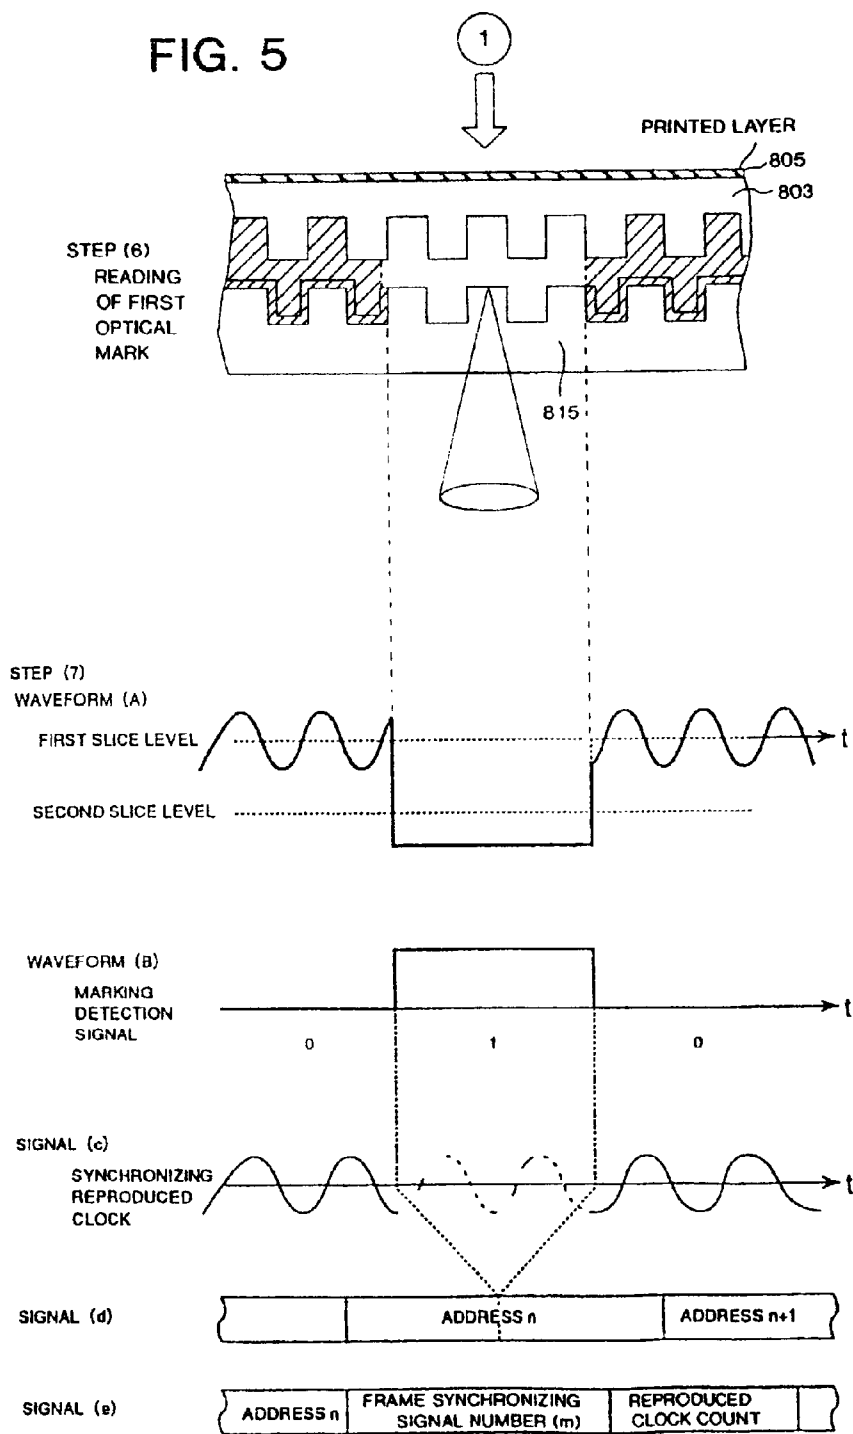 FIG. 5
1
PRINTED LAYER
805
803
STEP (6)
READING
OF FIRST
OPTICAL
MARK
815
STEP (7)
WAVEFORM (A)
FIRST SLICE LEVEL
t
SECOND SLICE LEVEL
WAVEFORM (B)
MARKING
DETECTION
SIGNAL
t
0
1
0
SIGNAL (c)
SYNCHRONIZING
REPRODUCED
CLOCK
t
SIGNAL (d)
ADDRESS n
ADDRESS n+1
SIGNAL (e)
ADDRESS n
FRAME SYNCHRONIZING
SIGNAL NUMBER (m)
REPRODUCED
CLOCK COUNT